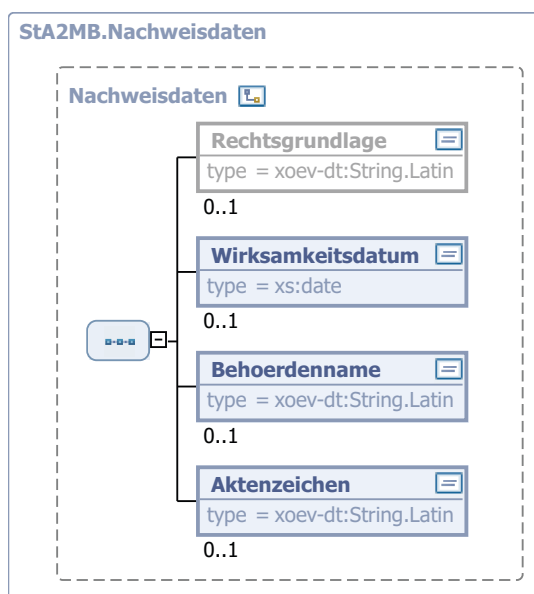 StA2MB.Nachweisdaten
Nachweisdaten
Rechtsgrundlage
type = xoev-dt:String.Latin
0..1
Wirksamkeitsdatum
type = xs:date
0..1
Behoerdenname
type = xoev-dt:String.Latin
0..1
Aktenzeichen
type = xoev-dt:String.Latin
0..1